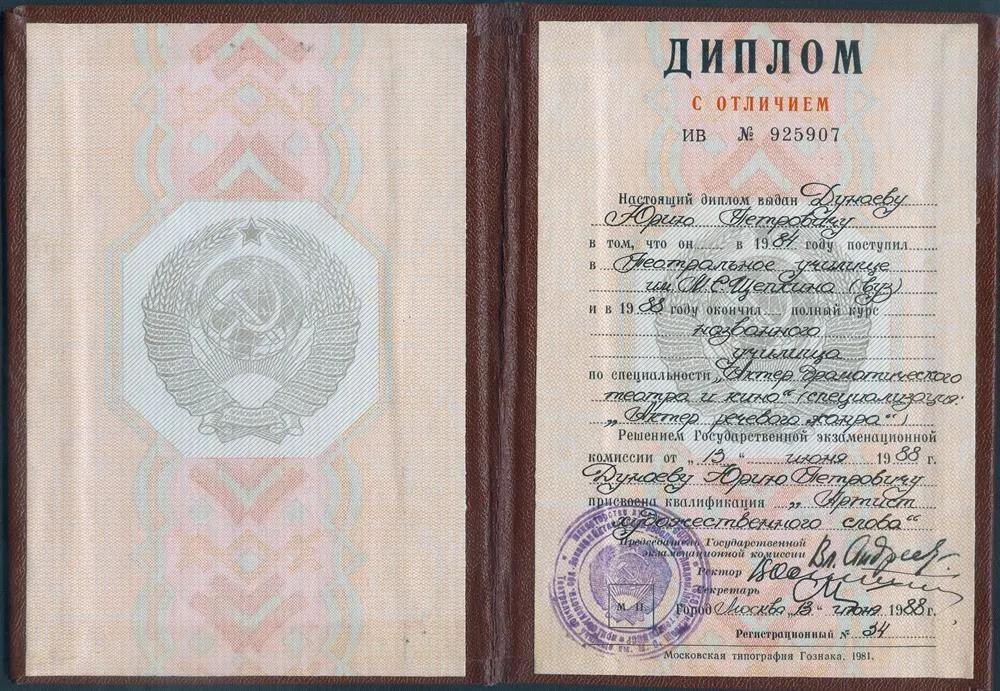 ДИПЛОМ
С ОТЛИЧИЕМ
ИВ № 925907
Настоящий диплом выдан Дунаеву
Юрию Петровичу
в том, что он в 1984 году поступил
в Театральное училище
им. М.С.Щепкина (вуз)
и в 1988 году окончил полный курс
названного
училища
по специальности „Актер драматического
театра и кино“ (специализация:
„Актер речевого жанра“)
Решением Государственной экзаменационной
комиссии от „13“ июня 1988 г.
Дунаеву Юрию Петровичу
присвоена квалификация „Артист
художественного слова“
Председатель Государственной
экзаменационной комиссии Вл. Андреев
Ректор
Секретарь
М. П.
Город Москва „13“ июня 1988 г.
Регистрационный № 34
Московская типография Гознака. 1981.